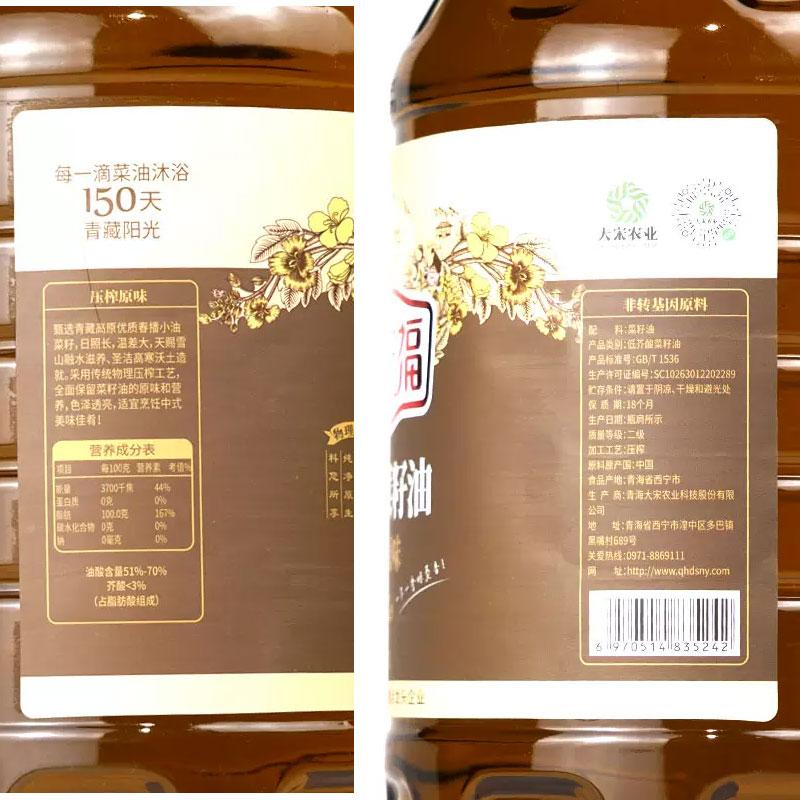 每一滴菜油沐浴
150天
青藏阳光
压榨原味
甄选青藏高原优质春播小油
菜籽,日照长,温差大,天赐雪
山融水滋养、圣洁高寒沃土造
就。采用传统物理压榨工艺,
全面保留菜籽油的原味和营
养,色泽透亮,适宜烹饪中式
美味佳肴!
营养成分表
项目 每100克 营养素 考值%
能量 3700千焦 44%
蛋白质 0克 0%
脂肪 100.0克 167%
碳水化合物 0克 0%
钠 0毫克 0%
油酸含量51%-70%
芥酸<3%
(占脂肪酸组成)
物理
纯净原生
料您所享
福
籽油
味
大宋农业
非转基因原料
配 料:菜籽油
产品类别:低芥酸菜籽油
产品标准号:GB/T 1536
生产许可证编号:SC10263012202289
贮存条件:请置于阴凉、干燥和避光处
保 质 期:18个月
生产日期:瓶肩所示
质量等级:二级
加工工艺:压榨
原料原产国:中国
食品产地:青海省西宁市
生 产 商:青海大宋农业科技股份有限
公司
地 址:青海省西宁市湟中区多巴镇
黑嘴村689号
关爱热线:0971-8869111
网 址:http://www.qhdsny.com
6 970514 835242
龙头企业